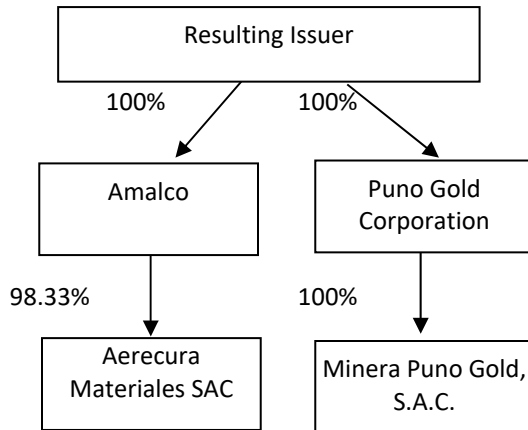 Resulting Issuer
100%
100%
Amalco
Puno Gold
Corporation
98.33%
100%
Aerecura
Materiales SAC
Minera Puno Gold,
S.A.C.